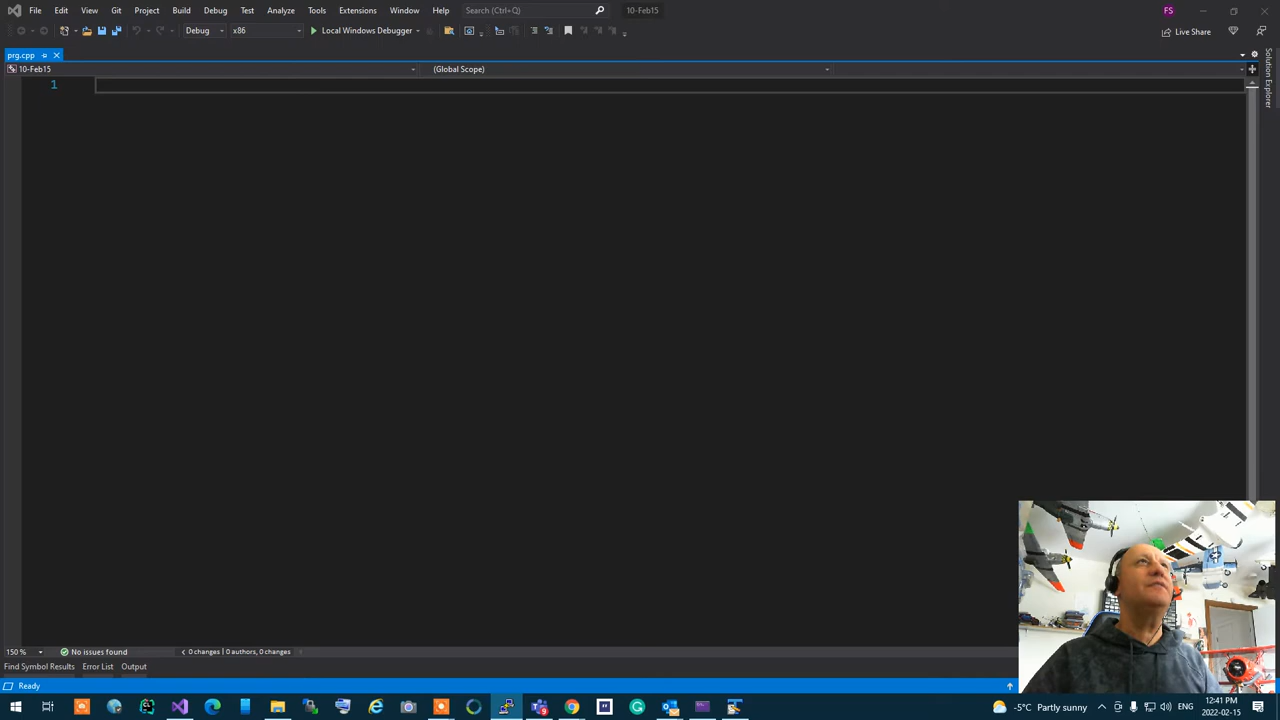 File Edit View Git Project Build Debug Test Analyze Tools Extensions Window Help Search (Ctrl+Q) 10-Feb15 FS
Debug x86 Local Windows Debugger Live Share
prg.cpp
10-Feb15 (Global Scope)
Solution Explorer
1
150 % No issues found 0 changes | 0 authors, 0 changes
Find Symbol Results Error List Output
Ready
-5°C Partly sunny ENG 12:41 PM
2022-02-15